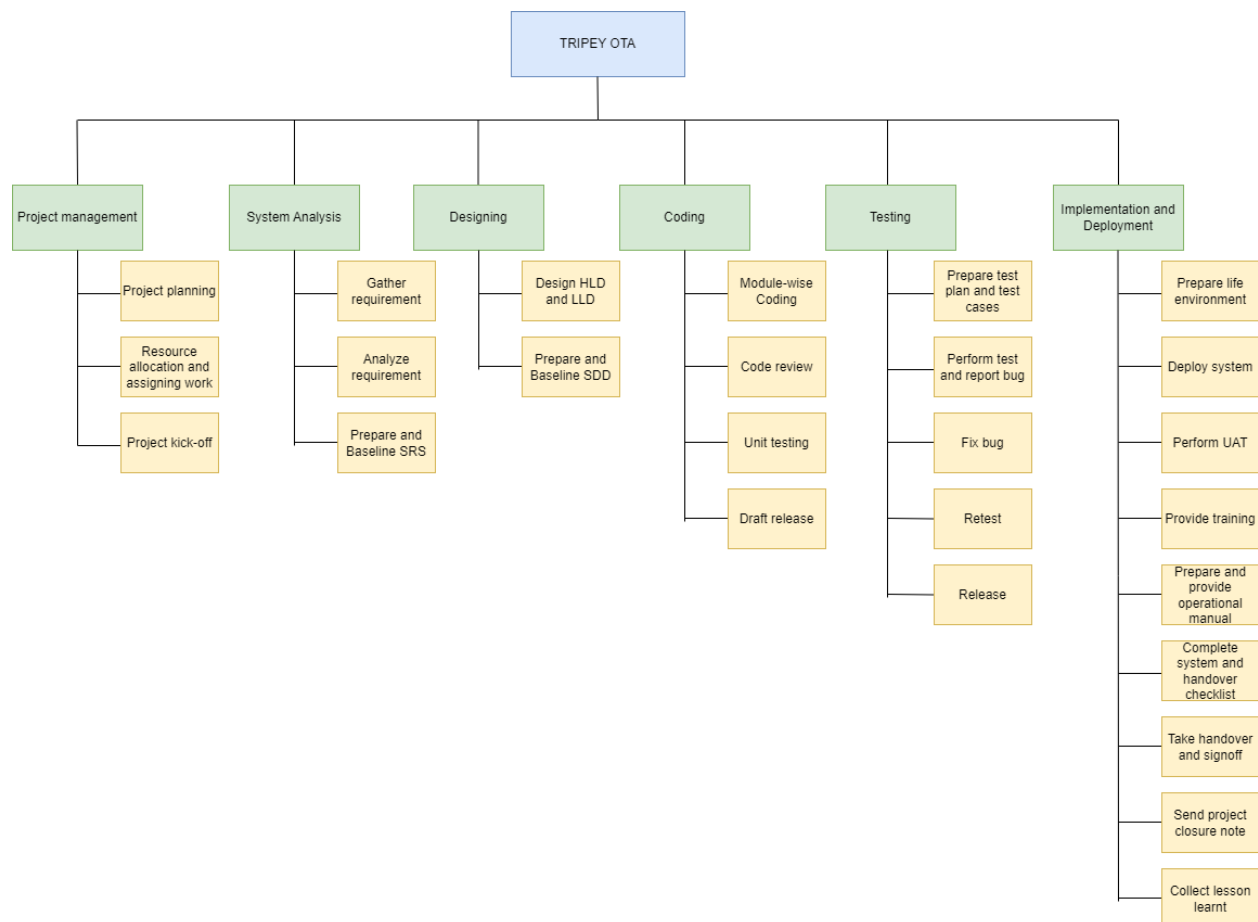 TRIPEY OTA
Project management
System Analysis
Designing
Coding
Testing
Implementation and
Deployment
Project planning
Resource
allocation and
assigning work
Project kick-off
Gather
requirement
Analyze
requirement
Prepare and
Baseline SRS
Design HLD
and LLD
Prepare and
Baseline SDD
Module-wise
Coding
Code review
Unit testing
Draft release
Prepare test
plan and test
cases
Perform test
and report bug
Fix bug
Retest
Release
Prepare life
environment
Deploy system
Perform UAT
Provide training
Prepare and
provide
operational
manual
Complete
system and
handover
checklist
Take handover
and signoff
Send project
closure note
Collect lesson
learnt